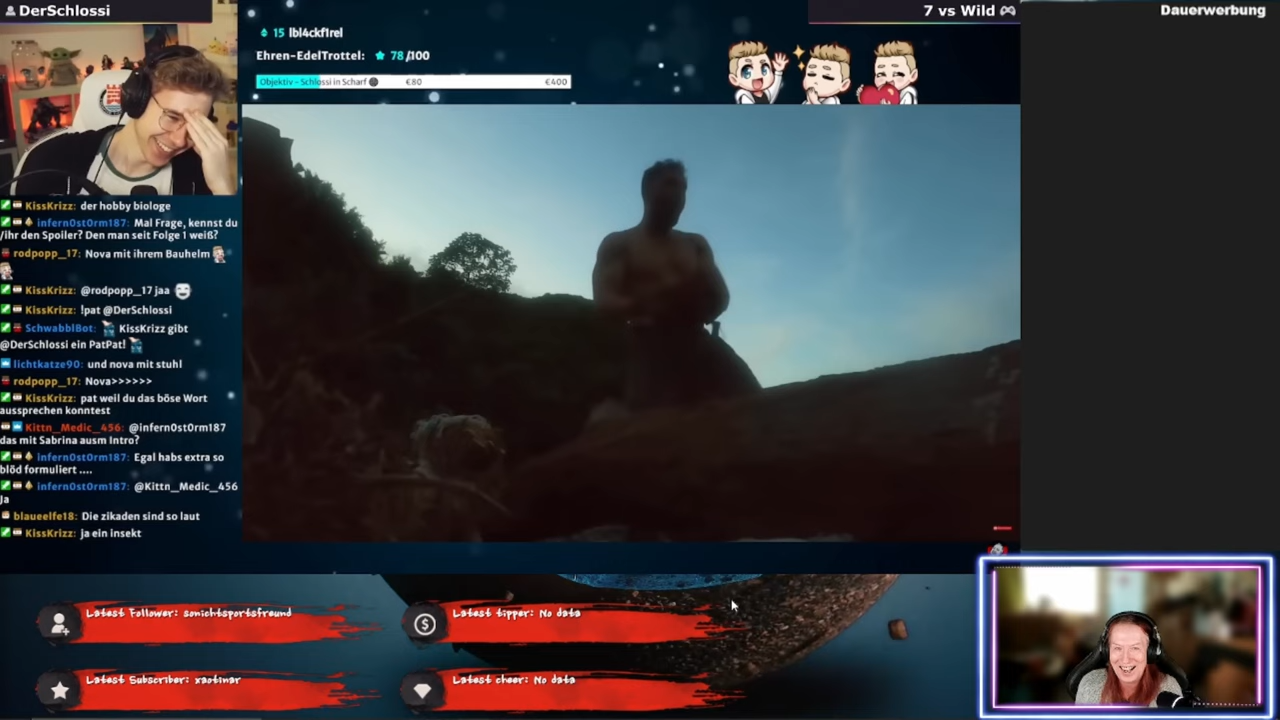 DerSchlossi
7 vs Wild
Dauerwerbung
15 lbl4ckf1rel
Ehren-EdelTrottel: 78/100
Objektiv - Schlossi in Scharf €80 €400
KissKrizz: der hobby biologe
infern0st0rm187: Mal Frage, kennst du
/ihr den Spoiler? Den man seit Folge 1 weiß?
rodpopp_17: Nova mit ihrem Bauhelm
KissKrizz: @rodpopp_17 jaa
KissKrizz: !pat @DerSchlossi
SchwabblBot: KissKrizz gibt
@DerSchlossi ein PatPat!
lichtkatze90: und nova mit stuhl
rodpopp_17: Nova>>>>>>
KissKrizz: pat weil du das böse Wort
aussprechen konntest
Kittn_Medic_456: @infern0st0rm187
das mit Sabrina ausm Intro?
infern0st0rm187: Egal habs extra so
blöd formuliert ....
infern0st0rm187: @Kittn_Medic_456
Ja
blaueelfe18: Die zikaden sind so laut
KissKrizz: ja ein insekt
Latest Follower: sonichtsportsfreund
Latest tipper: No data
Latest Subscriber: xaotinar
Latest cheer: No data